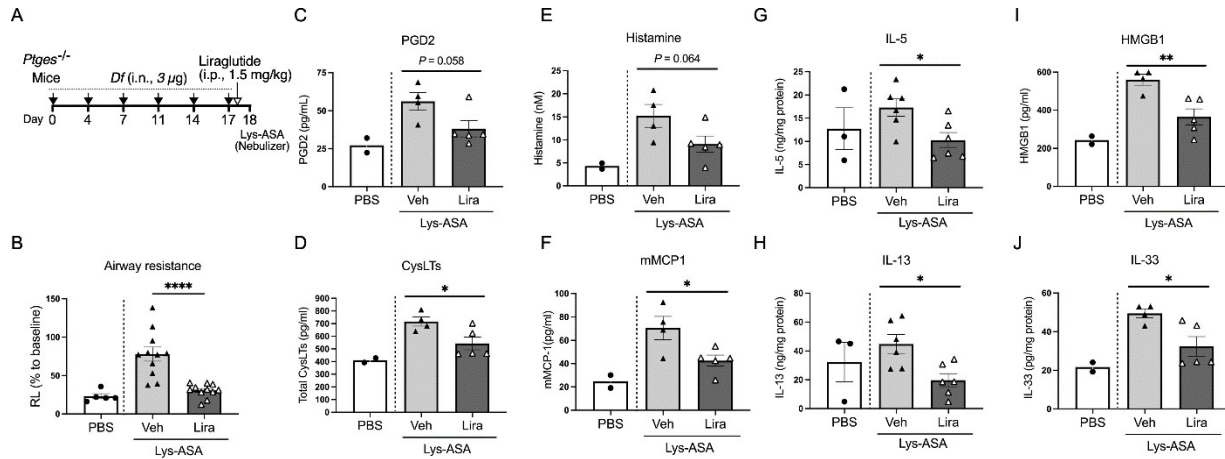 A
Ptges-/-
Mice
Df (i.n., 3 µg)
Liraglutide
(i.p., 1.5 mg/kg)
Day 0 4 7 11 14 17 18
Lys-ASA
(Nebulizer)
B
Airway resistance
****
RL (% to baseline)
150
100
50
0
PBS Veh Lira
Lys-ASA
C
PGD2
P = 0.058
PGD2 (pg/mL)
100
75
50
25
0
PBS Veh Lira
Lys-ASA
D
CysLTs
*
Total CysLTs (pg/ml)
900
800
700
600
500
400
300
200
100
0
PBS Veh Lira
Lys-ASA
E
Histamine
P = 0.064
Histamine (nM)
25
20
15
10
5
0
PBS Veh Lira
Lys-ASA
F
mMCP1
*
mMCP-1(pg/ml)
100
80
60
40
20
0
PBS Veh Lira
Lys-ASA
G
IL-5
*
IL-5 (ng/mg protein)
30
20
10
0
PBS Veh Lira
Lys-ASA
H
IL-13
*
IL-13 (ng/mg protein)
80
60
40
20
0
PBS Veh Lira
Lys-ASA
I
HMGB1
**
HMGB1 (pg/ml)
600
400
200
0
PBS Veh Lira
Lys-ASA
J
IL-33
*
IL-33 (pg/mg protein)
80
60
40
20
0
PBS Veh Lira
Lys-ASA